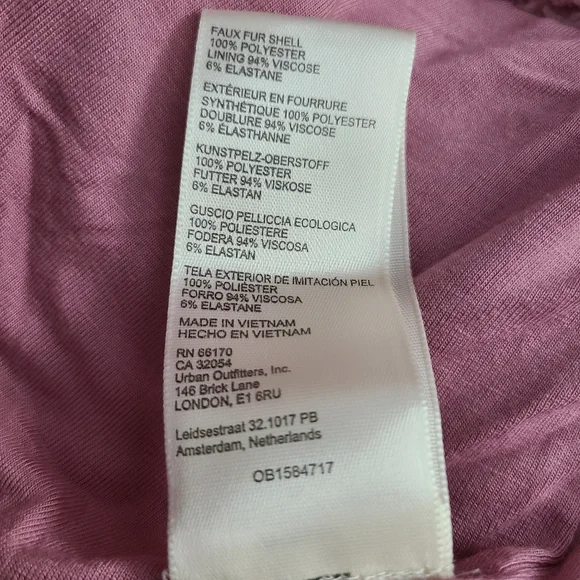 FAUX FUR SHELL
100% POLYESTER
LINING 94% VISCOSE
6% ELASTANE
EXTÉRIEUR EN FOURRURE
SYNTHÉTIQUE 100% POLYESTER
DOUBLURE 94% VISCOSE
6% ÉLASTHANNE
KUNSTPELZ-OBERSTOFF
100% POLYESTER
FUTTER 94% VISKOSE
6% ELASTAN
GUSCIO PELLICCIA ECOLOGICA
100% POLIESTERE
FODERA 94% VISCOSA
6% ELASTAN
TELA EXTERIOR DE IMITACIÓN PIEL
100% POLIÉSTER
FORRO 94% VISCOSA
6% ELASTANE
MADE IN VIETNAM
HECHO EN VIETNAM
RN 66170
CA 32054
Urban Outfitters, Inc.
146 Brick Lane
LONDON, E1 6RU
Leidsestraat 32.1017 PB
Amsterdam, Netherlands
OB1584717